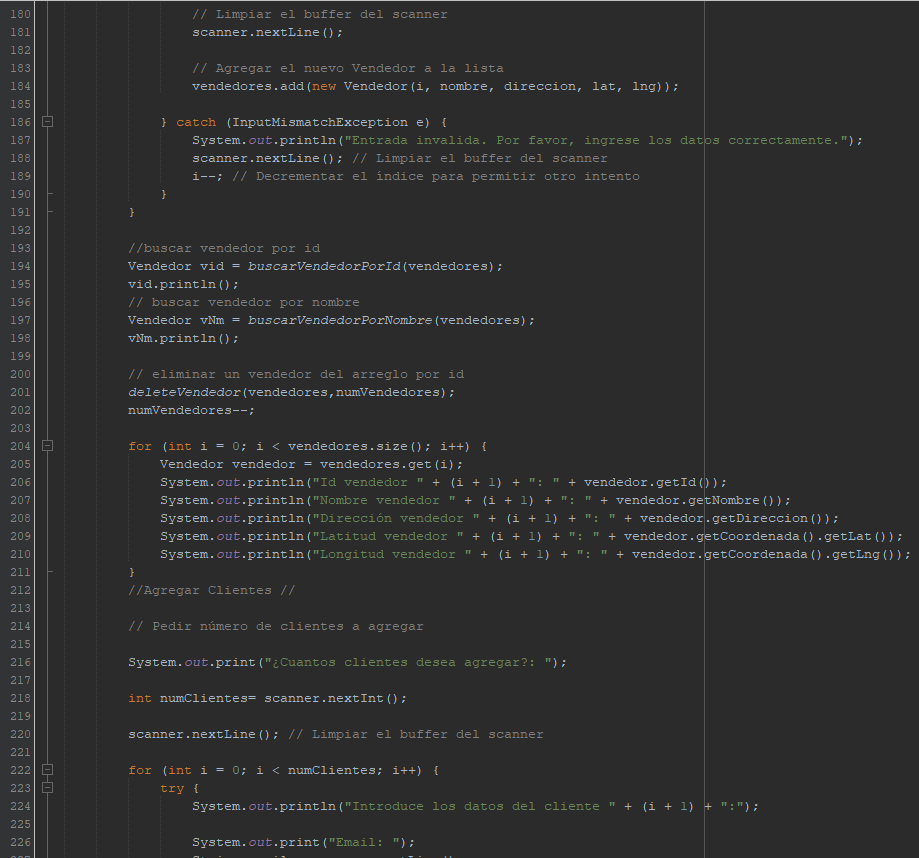 180 // Limpiar el buffer del scanner
181 scanner.nextLine();
182
183 // Agregar el nuevo Vendedor a la lista
184 vendedores.add(new Vendedor(i, nombre, direccion, lat, lng));
185
186 } catch (InputMismatchException e) {
187 System.out.println("Entrada invalida. Por favor, ingrese los datos correctamente.");
188 scanner.nextLine(); // Limpiar el buffer del scanner
189 i--; // Decrementar el índice para permitir otro intento
190 }
191 }
192
193 //buscar vendedor por id
194 Vendedor vid = buscarVendedorPorId(vendedores);
195 vid.println();
196 // buscar vendedor por nombre
197 Vendedor vNm = buscarVendedorPorNombre(vendedores);
198 vNm.println();
199
200 // eliminar un vendedor del arreglo por id
201 deleteVendedor(vendedores,numVendedores);
202 numVendedores--;
203
204 for (int i = 0; i < vendedores.size(); i++) {
205 Vendedor vendedor = vendedores.get(i);
206 System.out.println("Id vendedor " + (i + 1) + ": " + vendedor.getId());
207 System.out.println("Nombre vendedor " + (i + 1) + ": " + vendedor.getNombre());
208 System.out.println("Dirección vendedor " + (i + 1) + ": " + vendedor.getDireccion());
209 System.out.println("Latitud vendedor " + (i + 1) + ": " + vendedor.getCoordenada().getLat());
210 System.out.println("Longitud vendedor " + (i + 1) + ": " + vendedor.getCoordenada().getLng());
211 }
212 //Agregar Clientes //
213
214 // Pedir número de clientes a agregar
215
216 System.out.print("¿Cuantos clientes desea agregar?: ");
217
218 int numClientes= scanner.nextInt();
219
220 scanner.nextLine(); // Limpiar el buffer del scanner
221
222 for (int i = 0; i < numClientes; i++) {
223 try {
224 System.out.println("Introduce los datos del cliente " + (i + 1) + ":");
225
226 System.out.print("Email: ");